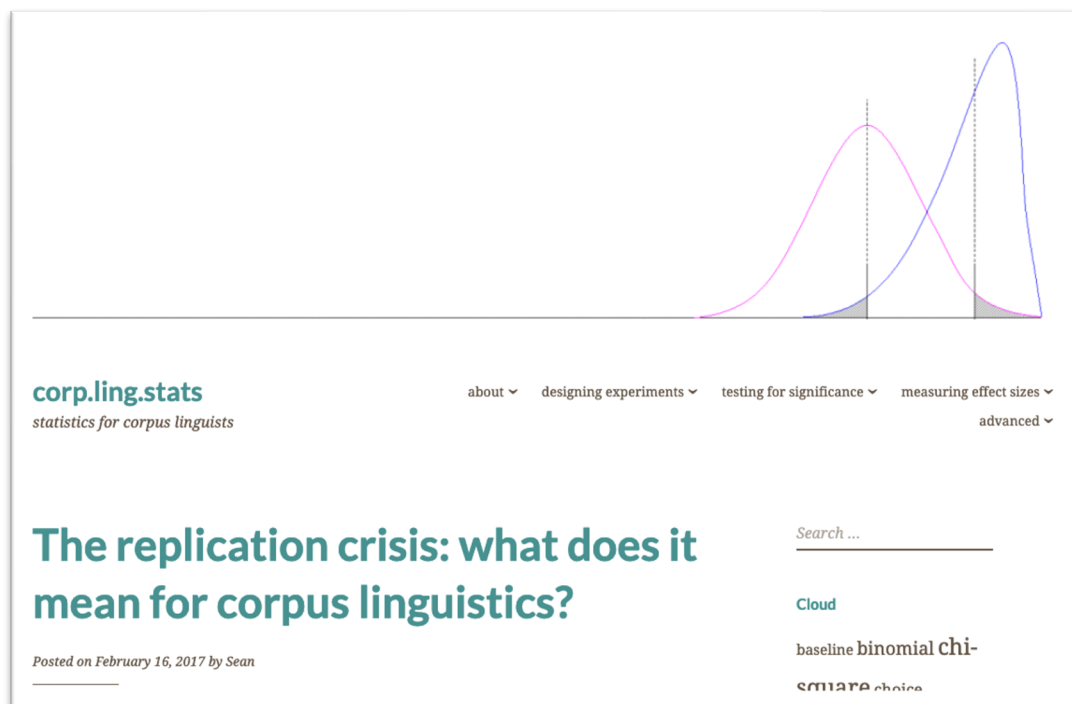 corp.ling.stats
statistics for corpus linguists
about designing experiments testing for significance measuring effect sizes
advanced
The replication crisis: what does it
mean for corpus linguistics?
Posted on February 16, 2017 by Sean
Search ...
Cloud
baseline binomial chi-
square choice